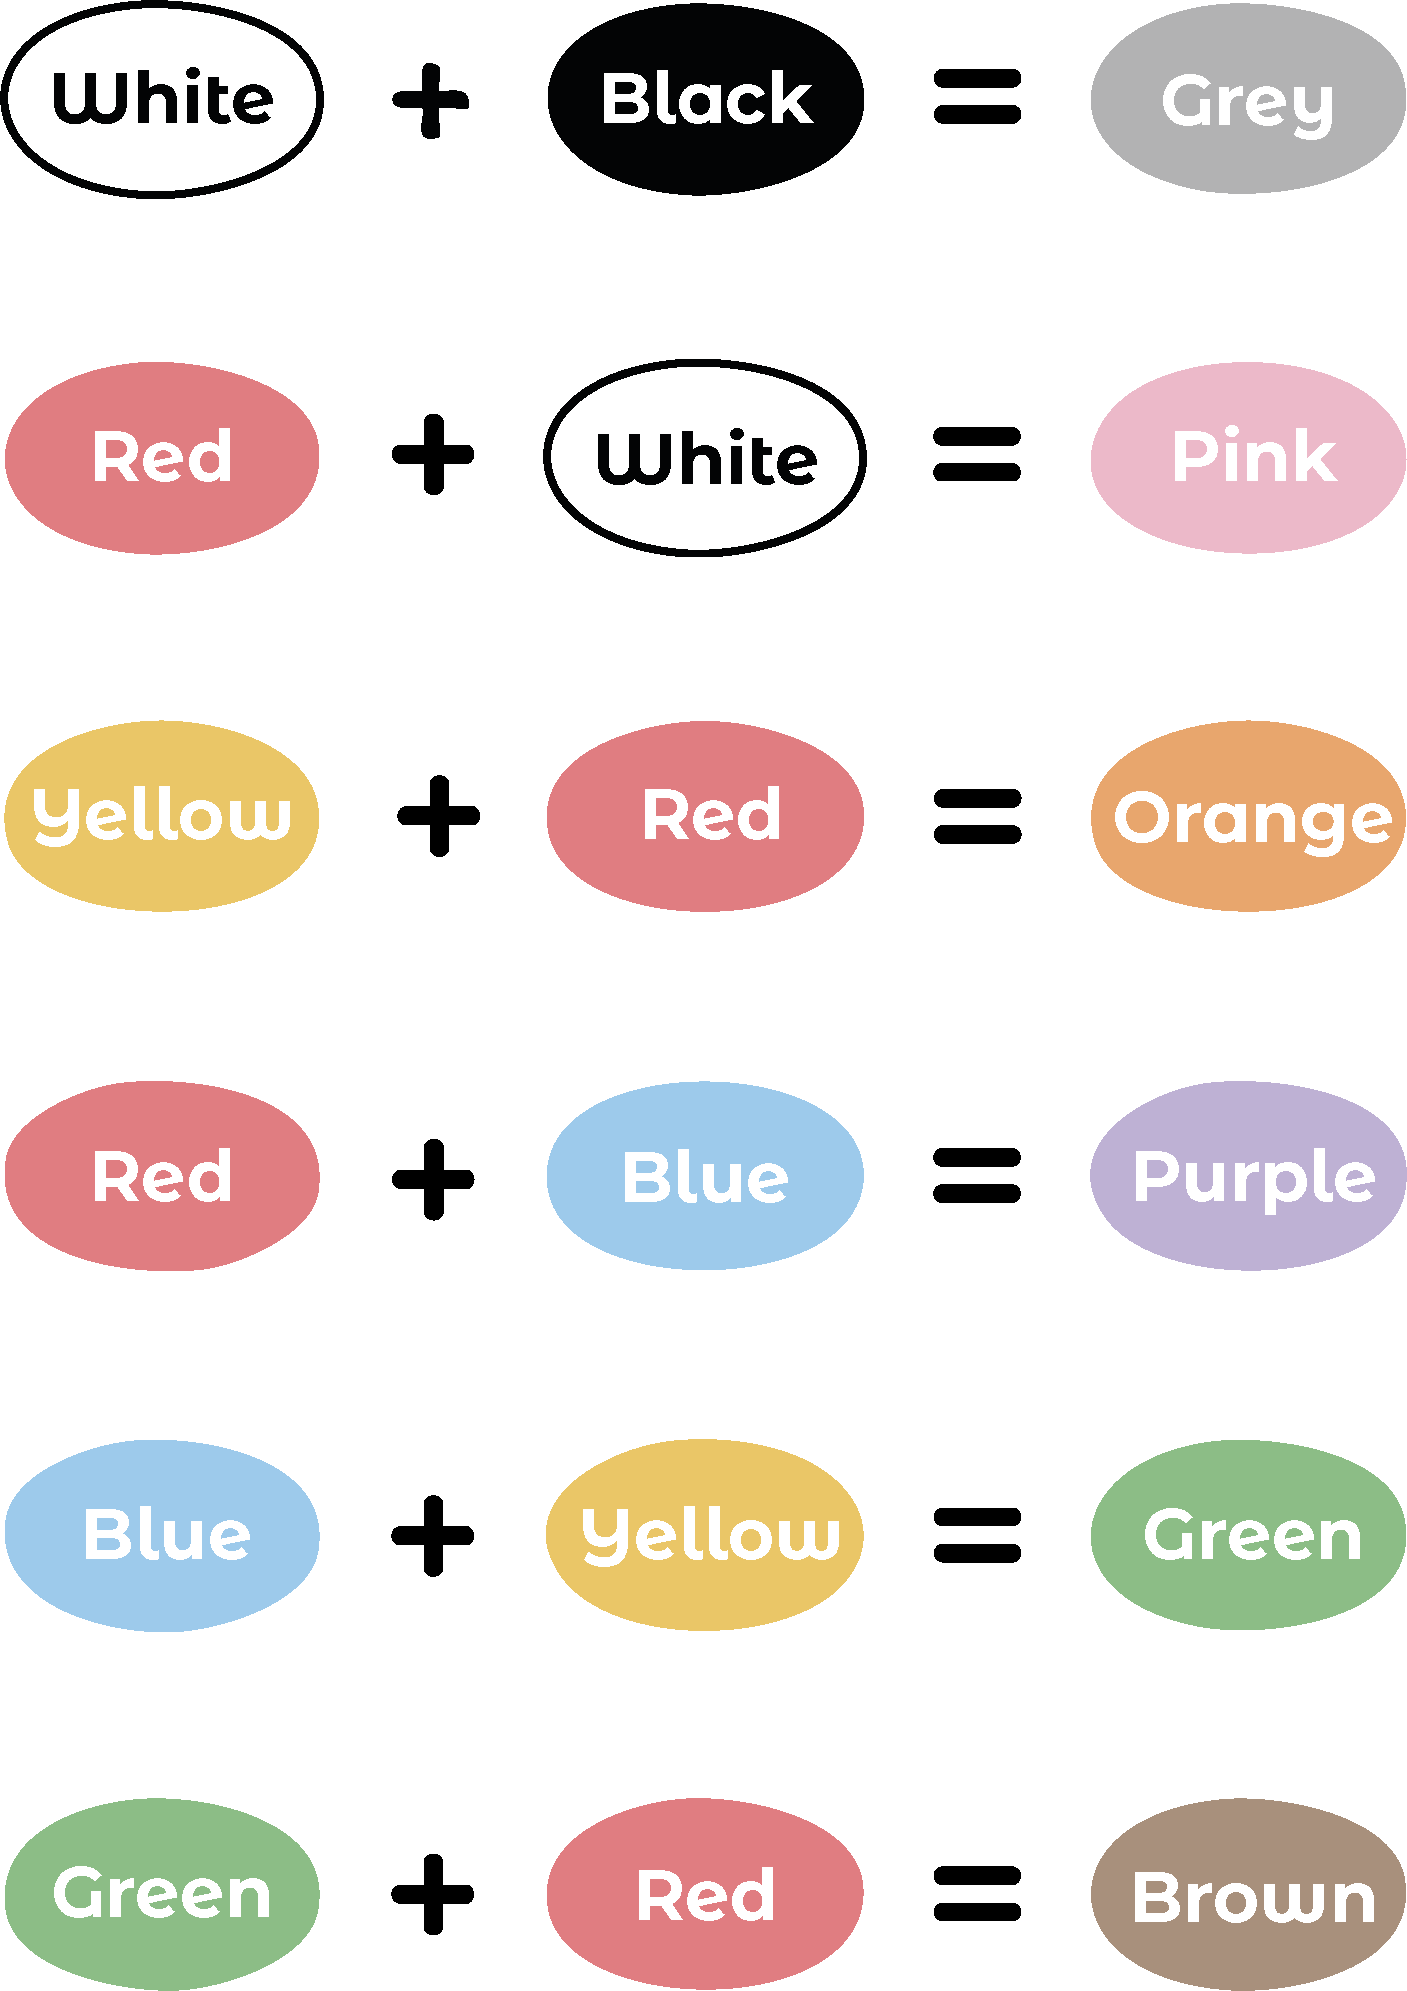 White + Black = Grey
Red + White = Pink
Yellow + Red = Orange
Red + Blue = Purple
Blue + Yellow = Green
Green + Red = Brown